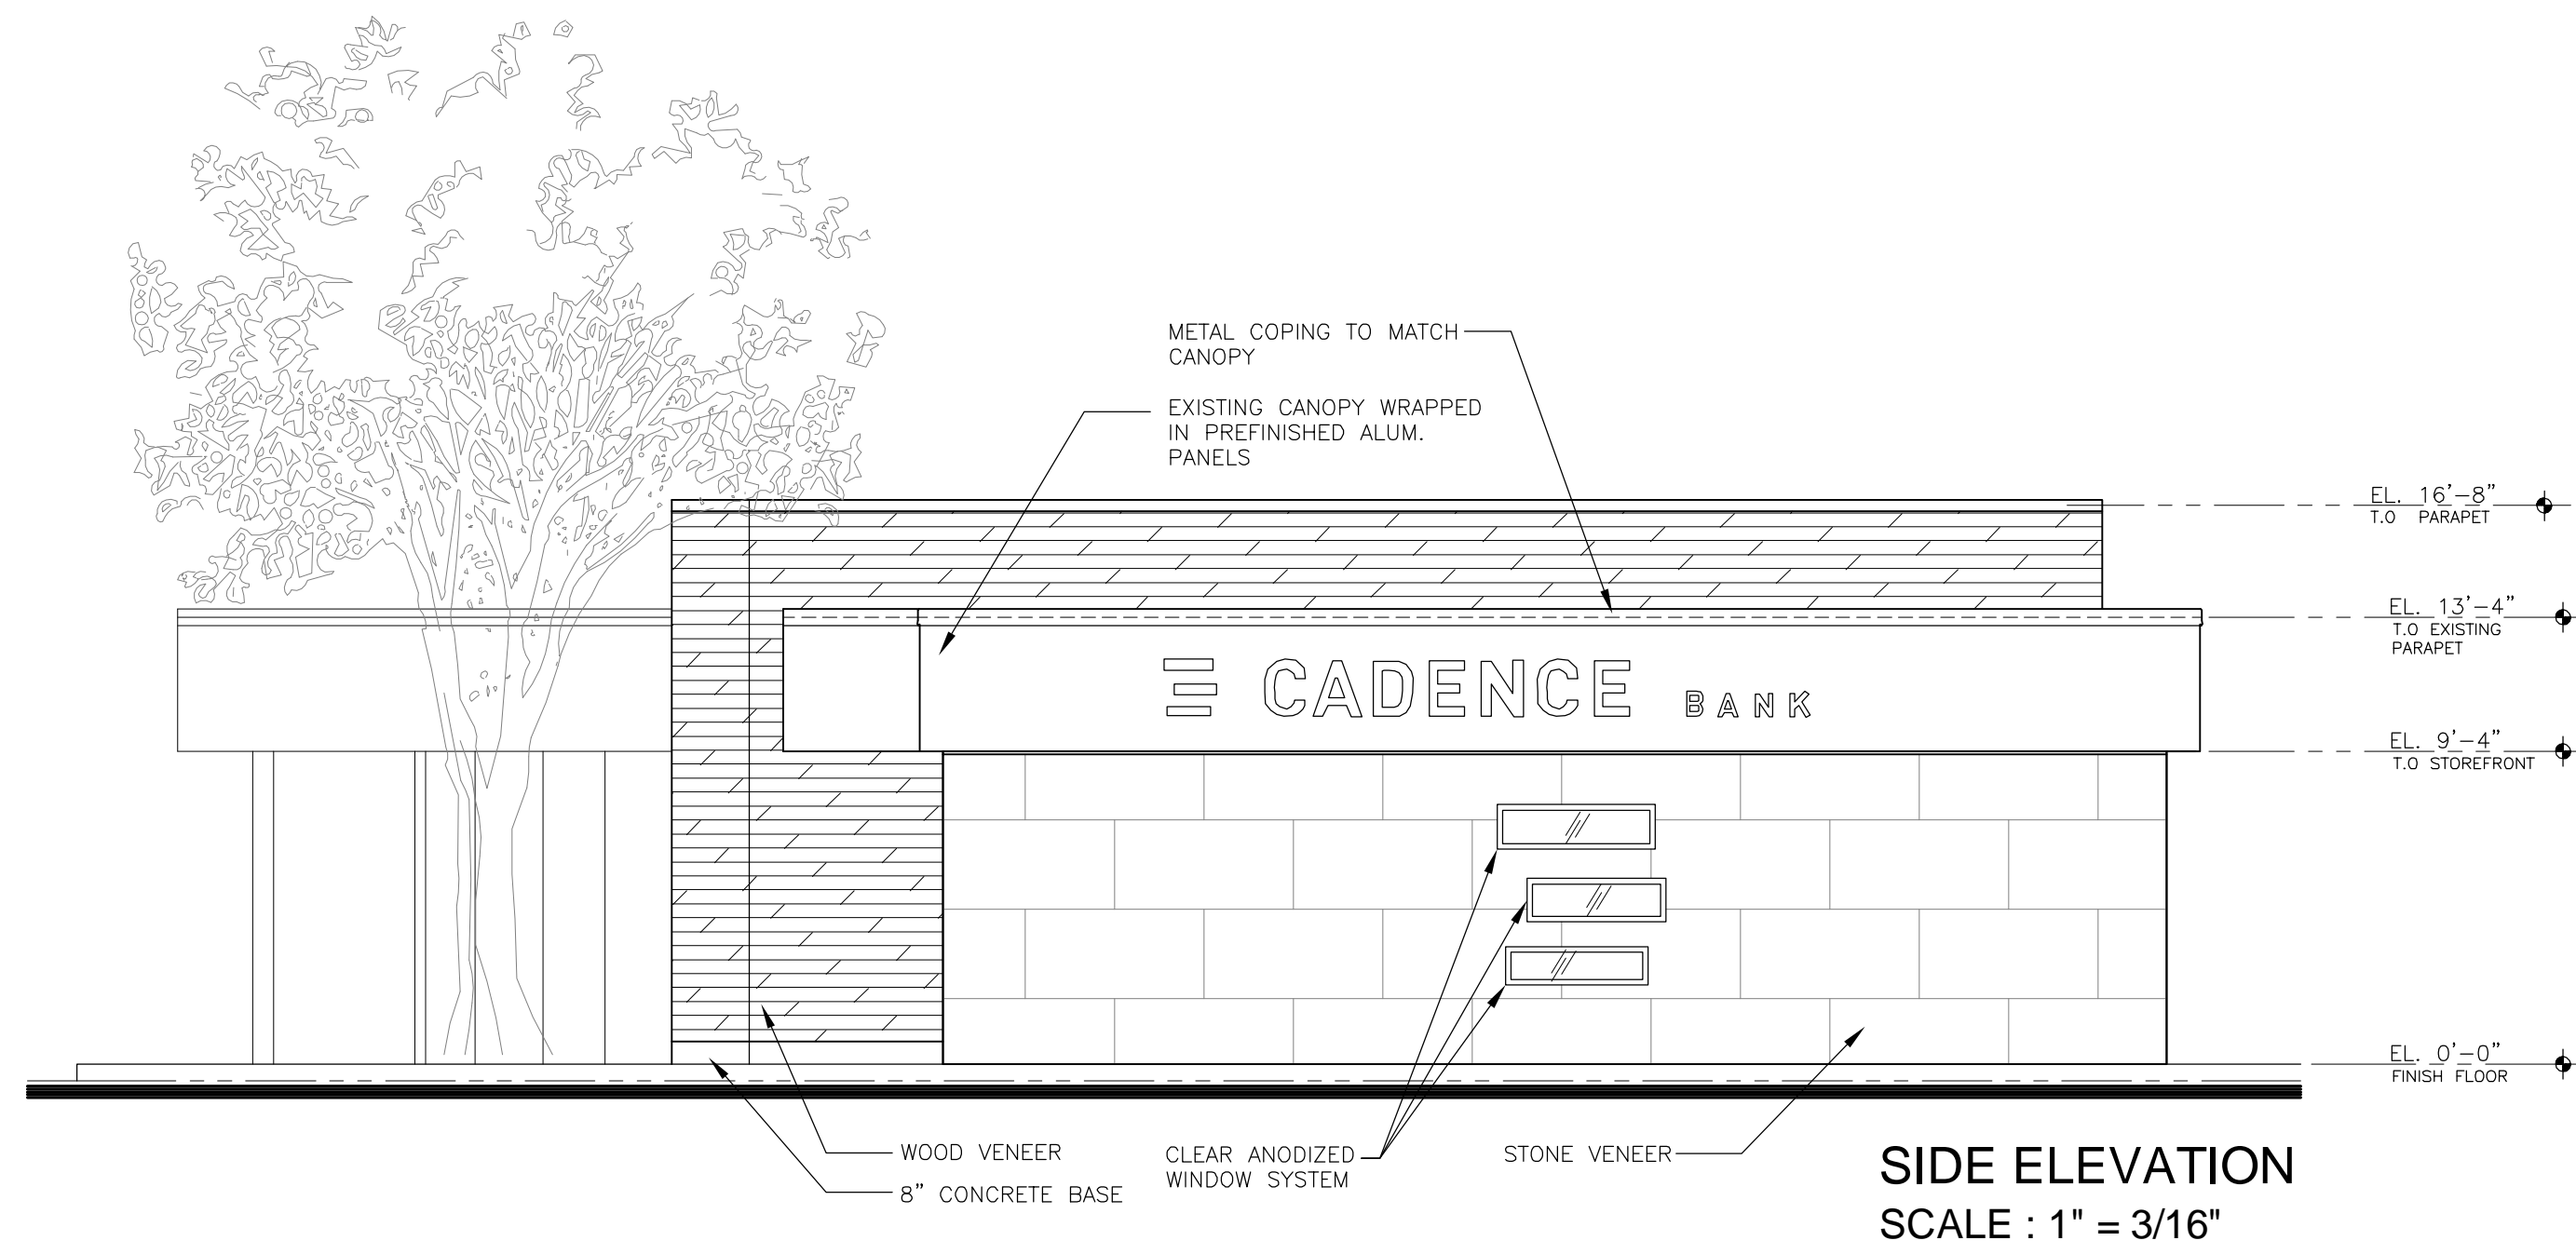 METAL COPING TO MATCH
CANOPY
EXISTING CANOPY WRAPPED
IN PREFINISHED ALUM.
PANELS
EL. 16'-8"
T.O PARAPET
EL. 13'-4"
T.O EXISTING
PARAPET
CADENCE BANK
EL. 9'-4"
T.O STOREFRONT
EL. 0'-0"
FINISH FLOOR
WOOD VENEER
8" CONCRETE BASE
CLEAR ANODIZED
WINDOW SYSTEM
STONE VENEER
SIDE ELEVATION
SCALE : 1" = 3/16"